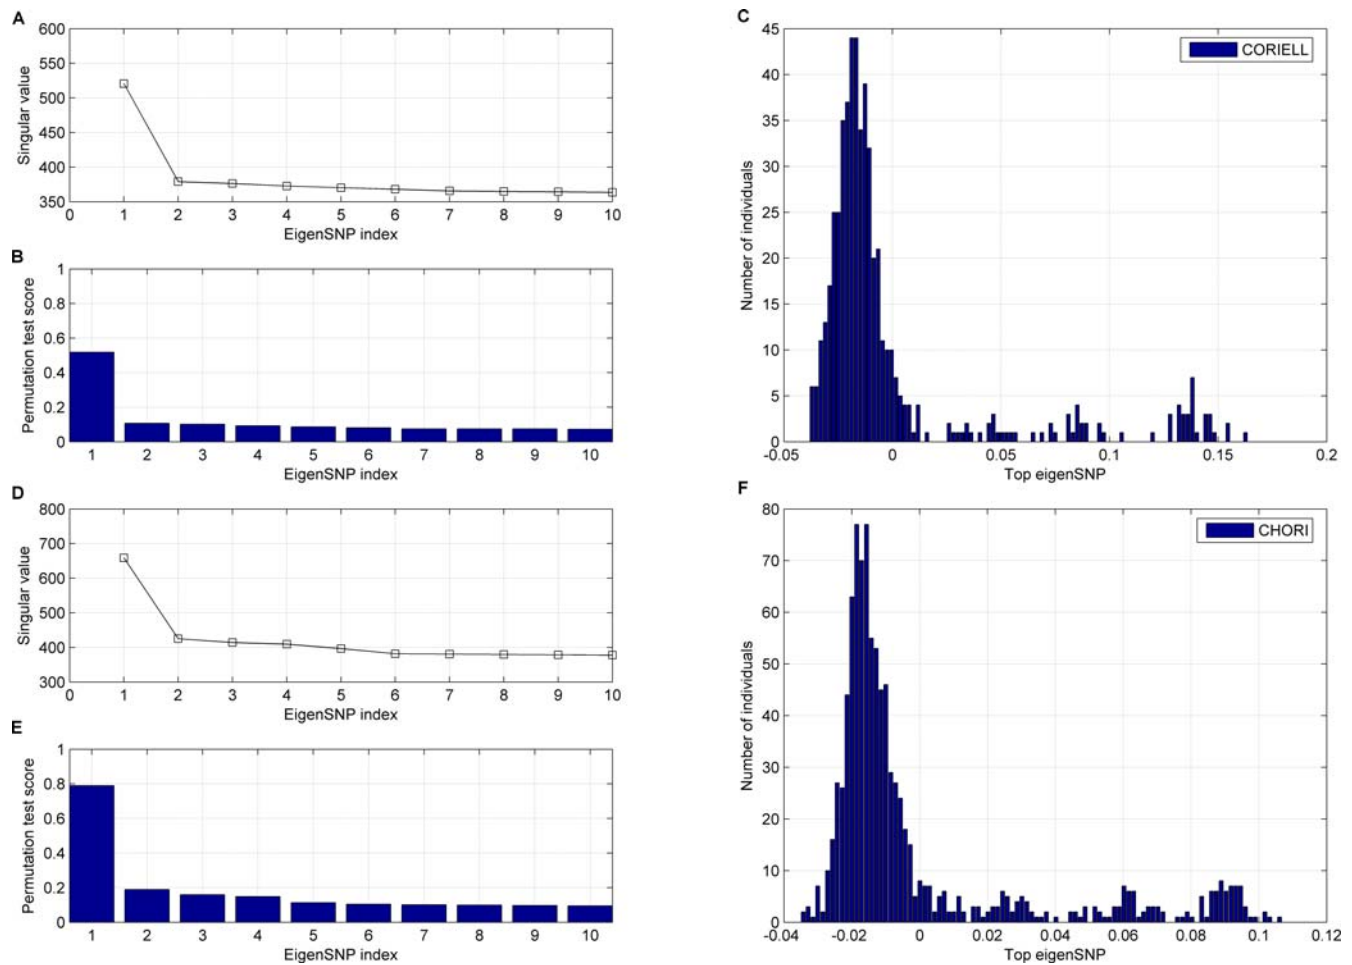 A
600
550
500
450
400
350
Singular value
0 1 2 3 4 5 6 7 8 9 10
EigenSNP index
B
1
0.8
0.6
0.4
0.2
0
Permutation test score
1 2 3 4 5 6 7 8 9 10
EigenSNP index
C
45
40
35
30
25
20
15
10
5
0
Number of individuals
CORIELL
-0.05 0 0.05 0.1 0.15 0.2
Top eigenSNP
D
800
700
600
500
400
300
Singular value
0 1 2 3 4 5 6 7 8 9 10
EigenSNP index
E
1
0.8
0.6
0.4
0.2
0
Permutation test score
1 2 3 4 5 6 7 8 9 10
EigenSNP index
F
80
70
60
50
40
30
20
10
0
Number of individuals
CHORI
-0.04 -0.02 0 0.02 0.04 0.06 0.08 0.1 0.12
Top eigenSNP